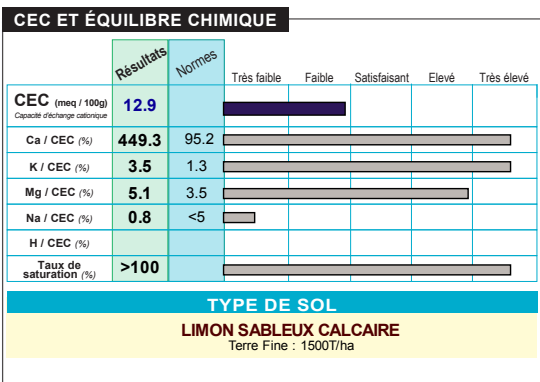 CEC ET ÉQUILIBRE CHIMIQUE
Résultats Normes
Très faible Faible Satisfaisant Elevé Très élevé
CEC (meq / 100g) 12.9
Capacité d'échange cationique
Ca / CEC (%) 449.3 95.2
K / CEC (%) 3.5 1.3
Mg / CEC (%) 5.1 3.5
Na / CEC (%) 0.8 <5
H / CEC (%)
Taux de saturation (%) >100
TYPE DE SOL
LIMON SABLEUX CALCAIRE
Terre Fine : 1500T/ha